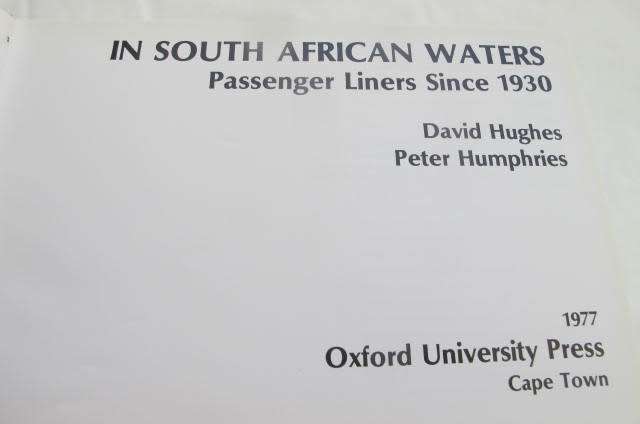 IN SOUTH AFRICAN WATERS
Passenger Liners Since 1930
David Hughes
Peter Humphries
1977
Oxford University Press
Cape Town